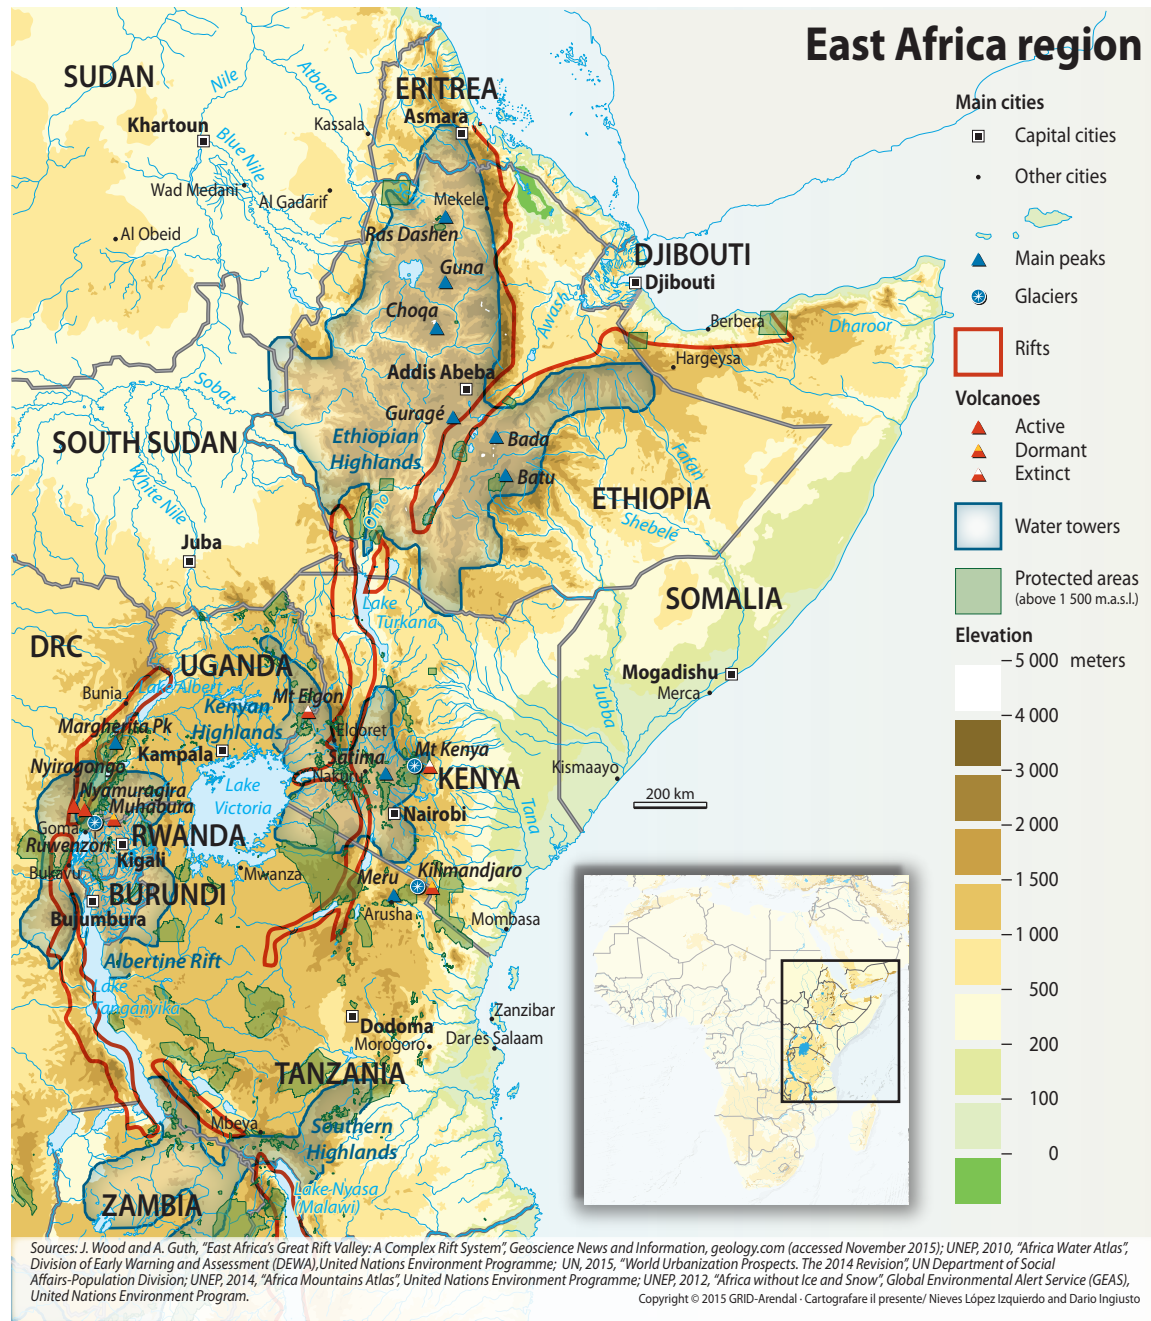 East Africa region
Main cities
Capital cities
Other cities
Main peaks
Glaciers
Rifts
Volcanoes
Active
Dormant
Extinct
Water towers
Protected areas
(above 1 500 m.a.s.l.)
Elevation
5 000 meters
4 000
3 000
2 000
1 500
1 000
500
200
100
0
SUDAN
Nile
Atbara
ERITREA
Asmara
Khartoun
Kassala
Blue Nile
Wad Medani
Al Gadarif
Mekele
Al Obeid
Ras Dashen
DJIBOUTI
Djibouti
Guna
Choqa
Awash
Berbera
Dharoor
Hargeysa
Addis Abeba
Sobat
Guragé
SOUTH SUDAN
Ethiopian
Highlands
Bada
Batu
Fafan
White Nile
ETHIOPIA
Omo
Shebelé
Juba
Lake
Turkana
SOMALIA
DRC
UGANDA
Mogadishu
Merca
Bunia
Lake Albert
Mt Elgon
Kenyan
Highlands
Jubba
Margherita Pk
Kampala
Eldoret
Mt Kenya
Satima
Nyiragongo
Nakuru
KENYA
Kismaayo
Lake
Victoria
Nyamuragira
Muhabura
200 km
Nairobi
Tana
Goma
RWANDA
Ruwenzori
Kigali
Bukavu
Mwanza
Meru
Kilimandjaro
BURUNDI
Bujumbura
Arusha
Mombasa
Albertine Rift
Lake
Tanganyika
Zanzibar
Dodoma
Morogoro
Dar es Salaam
TANZANIA
Mbeya
Southern
Highlands
Lake Nyasa
(Malawi)
ZAMBIA
Sources: J. Wood and A. Guth, “East Africa’s Great Rift Valley: A Complex Rift System”, Geoscience News and Information, geology.com (accessed November 2015); UNEP, 2010, “Africa Water Atlas”,
Division of Early Warning and Assessment (DEWA),United Nations Environment Programme; UN, 2015, “World Urbanization Prospects. The 2014 Revision”, UN Department of Social
Affairs-Population Division; UNEP, 2014, “Africa Mountains Atlas”, United Nations Environment Programme; UNEP, 2012, “Africa without Ice and Snow”, Global Environmental Alert Service (GEAS),
United Nations Environment Program.
Copyright © 2015 GRID-Arendal · Cartografare il presente/ Nieves López Izquierdo and Dario Ingiusto